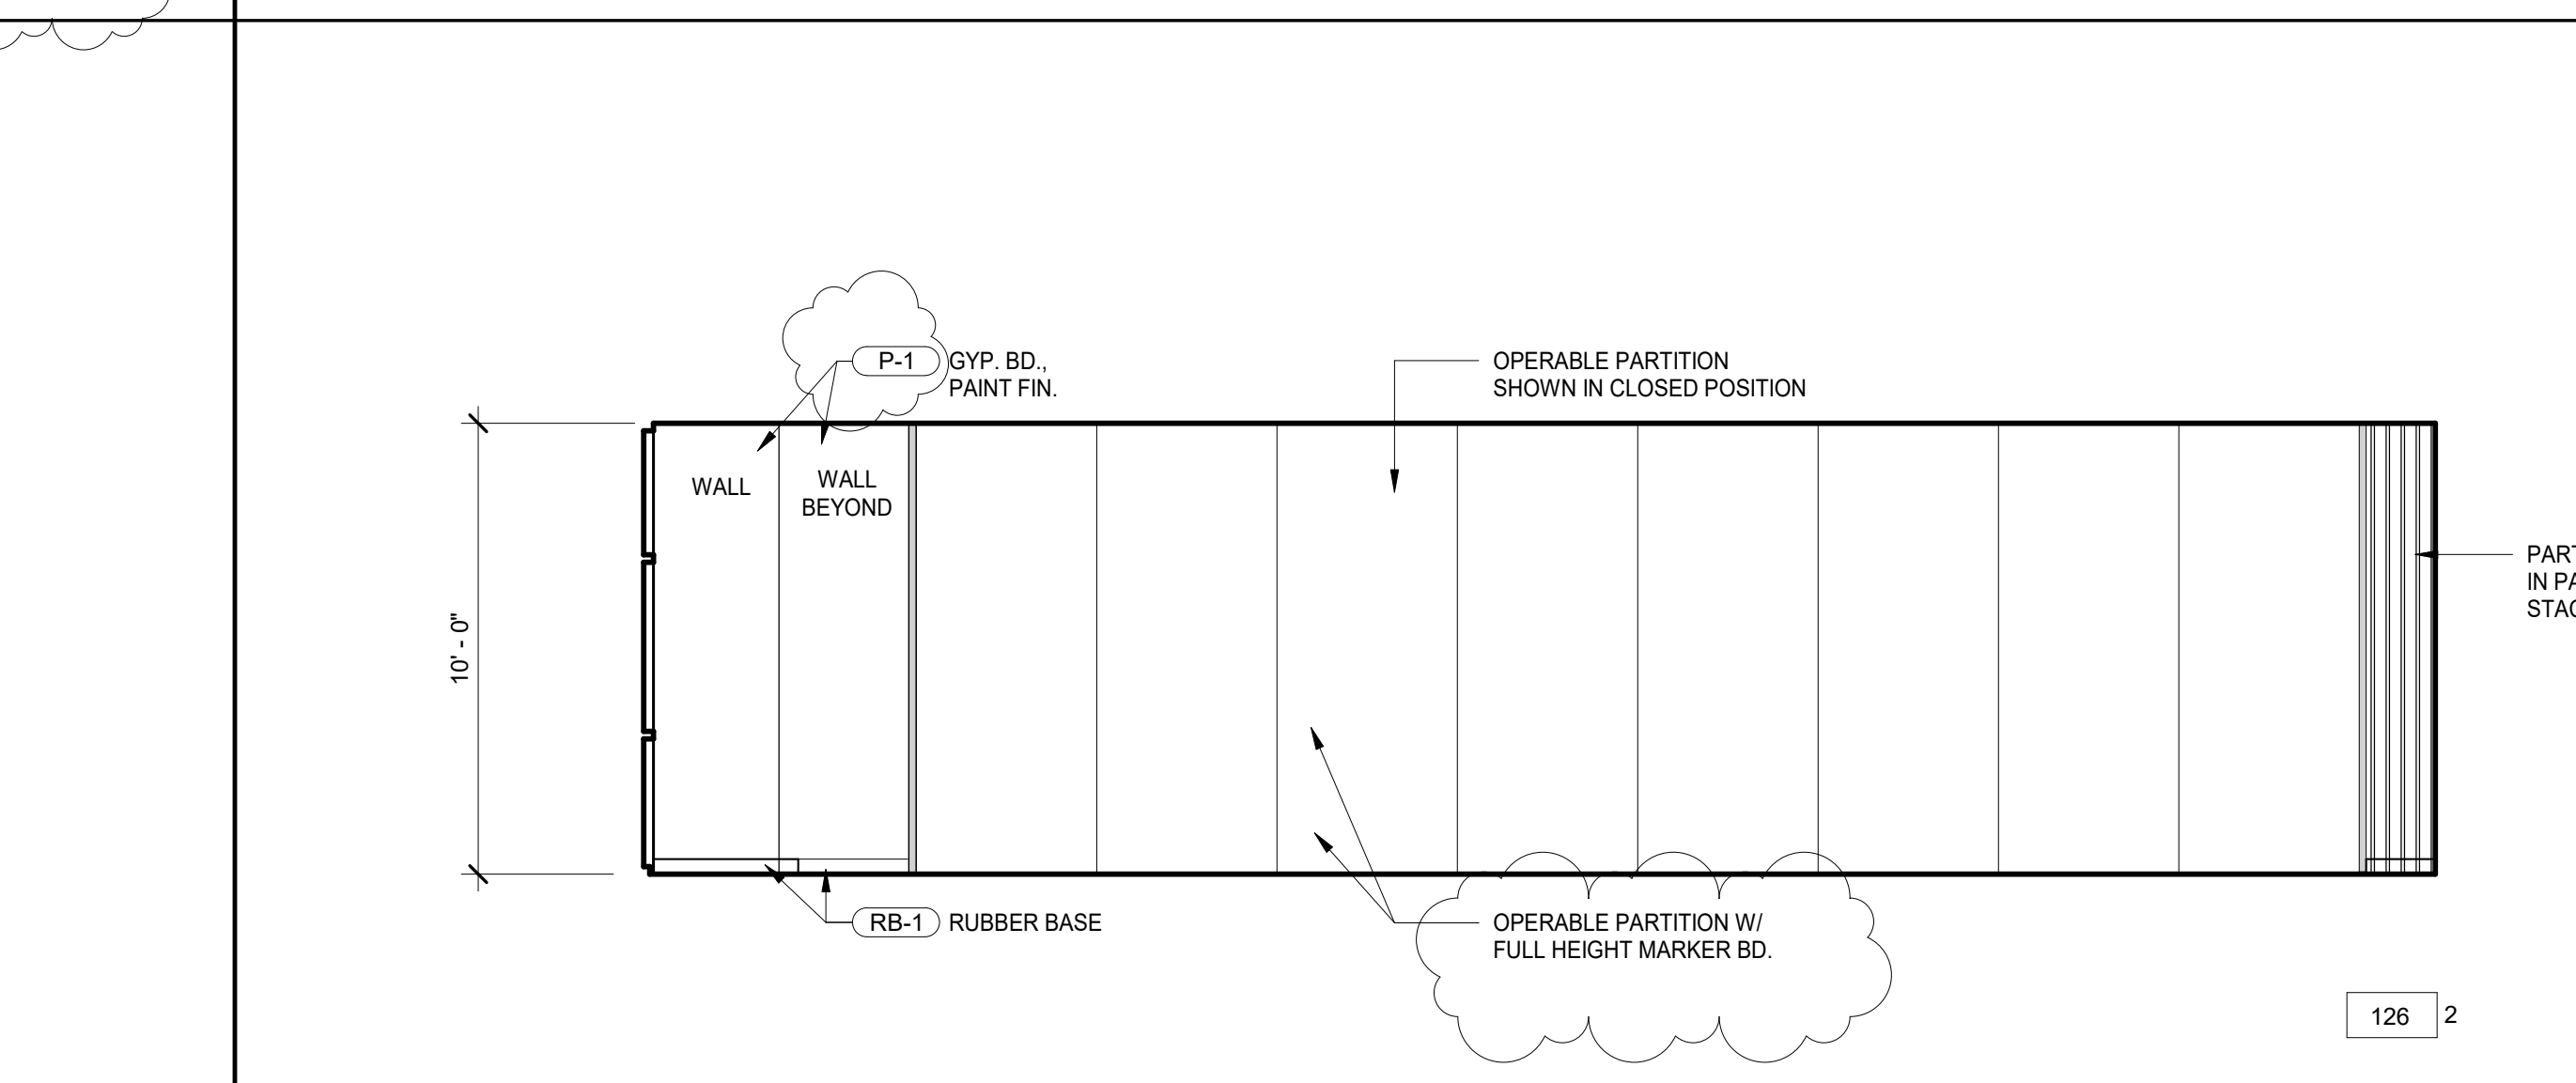 P-1 GYP. BD.,
PAINT FIN.
OPERABLE PARTITION
SHOWN IN CLOSED POSITION
WALL
WALL
BEYOND
10' - 0"
RB-1 RUBBER BASE
OPERABLE PARTITION W/
FULL HEIGHT MARKER BD.
IN
126 2